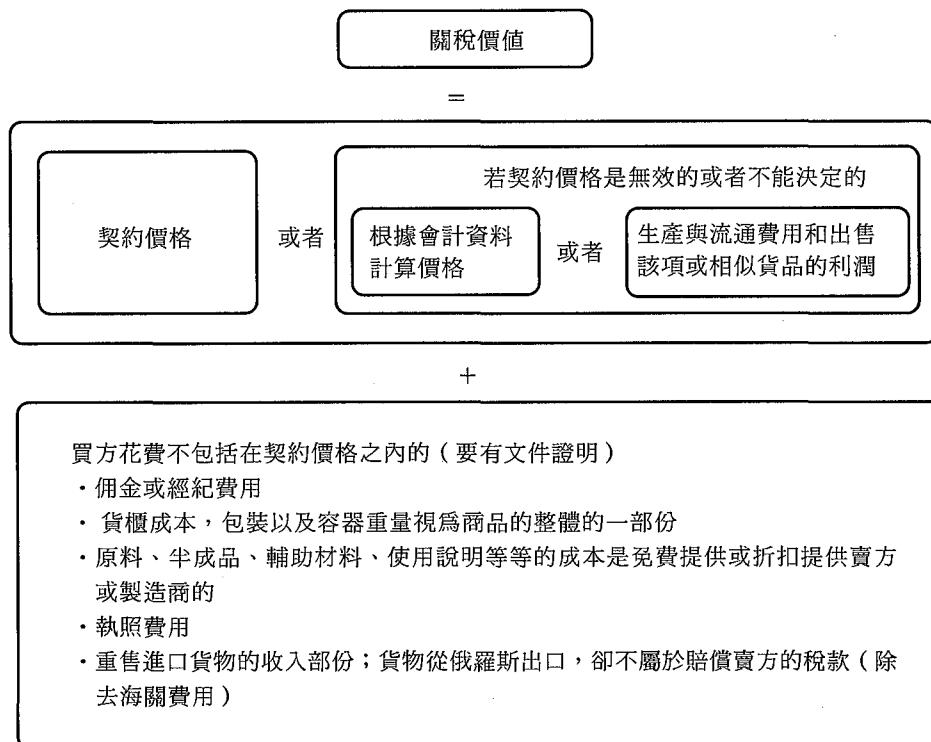 關稅價值
=
若契約價格是無效的或者不能決定的
契約價格
或者
根據會計資料
計算價格
或者
生產與流通費用和出售
該項或相似貨品的利潤
+
買方花費不包括在契約價格之內的（要有文件證明）
・佣金或經紀費用
・貨櫃成本，包裝以及容器重量視爲商品的整體的一部份
・原料、半成品、輔助材料、使用說明等等的成本是免費提供或折扣提供賣方
或製造商的
・執照費用
・重售進口貨物的收入部份；貨物從俄羅斯出口，卻不屬於賠償賣方的稅款（除
去海關費用）